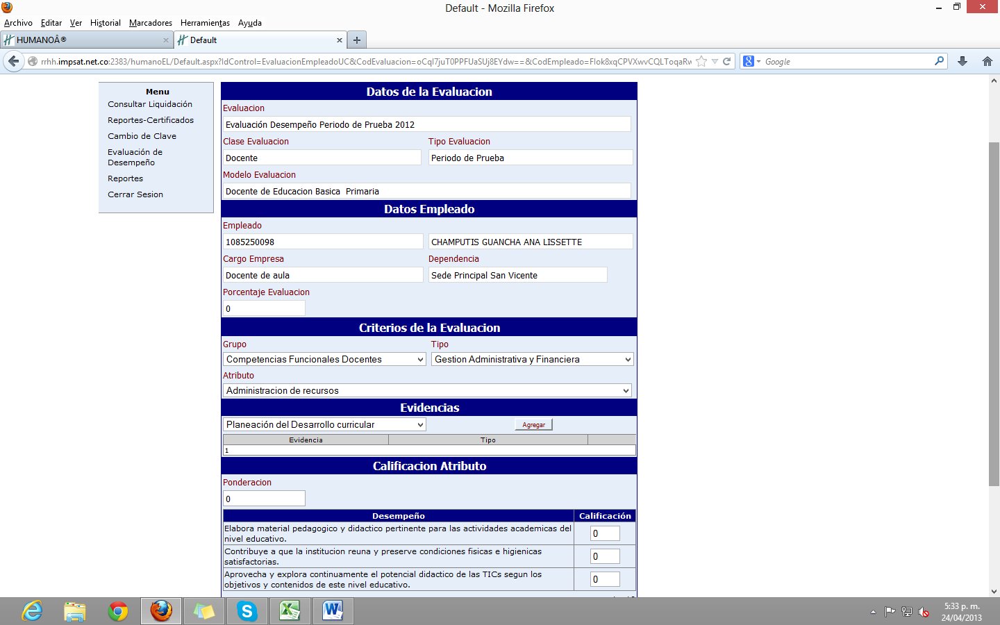 Default - Mozilla Firefox
Archivo Editar Ver Historial Marcadores Herramientas Ayuda
HUMANOÂ®
Default
rrhh.impsat.net.co:2383/humanoEL/Default.aspx?IdControl=EvaluacionEmpleadoUC&CodEvaluacion=oCqI7juT0PPFUaSUj8EYdw==&CodEmpleado=Flok8xqCPVXwvCQLToqaRw
Google
Menu
Consultar Liquidación
Reportes-Certificados
Cambio de Clave
Evaluación de
Desempeño
Reportes
Cerrar Sesion
Datos de la Evaluacion
Evaluacion
Evaluación Desempeño Periodo de Prueba 2012
Clase Evaluacion Tipo Evaluacion
Docente Periodo de Prueba
Modelo Evaluacion
Docente de Educacion Basica Primaria
Datos Empleado
Empleado
1085250098 CHAMPUTIS GUANCHA ANA LISSETTE
Cargo Empresa Dependencia
Docente de aula Sede Principal San Vicente
Porcentaje Evaluacion
0
Criterios de la Evaluacion
Grupo Tipo
Competencias Funcionales Docentes Gestion Administrativa y Financiera
Atributo
Administracion de recursos
Evidencias
Planeación del Desarrollo curricular Agregar
Evidencia Tipo
1
Calificacion Atributo
Ponderacion
0
Desempeño Calificación
Elabora material pedagogico y didactico pertinente para las actividades academicas del
nivel educativo.
0
Contribuye a que la institucion reuna y preserve condiciones fisicas e higienicas
satisfactorias.
0
Aprovecha y explora continuamente el potencial didactico de las TICs segun los
objetivos y contenidos de este nivel educativo.
0
5:33 p. m.
24/04/2013